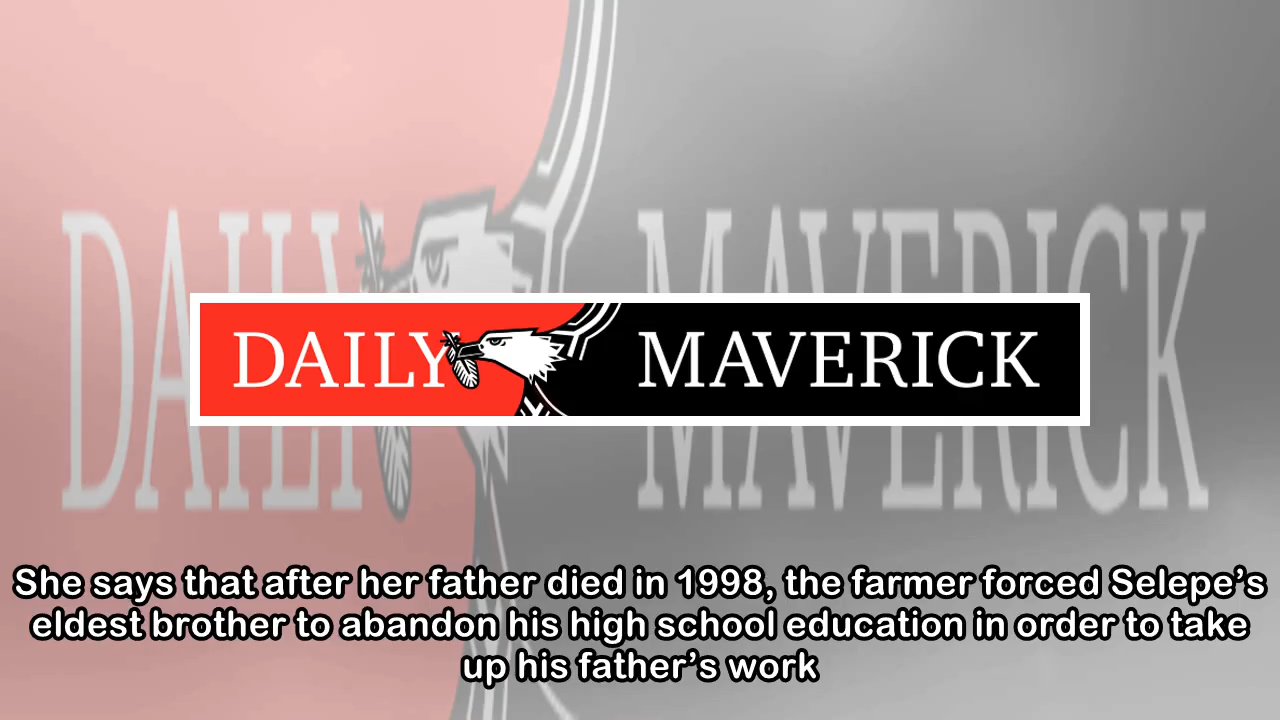 DAILY MAVERICK
DAILY MAVERICK
She says that after her father died in 1998, the farmer forced Selepe’s
eldest brother to abandon his high school education in order to take
up his father’s work